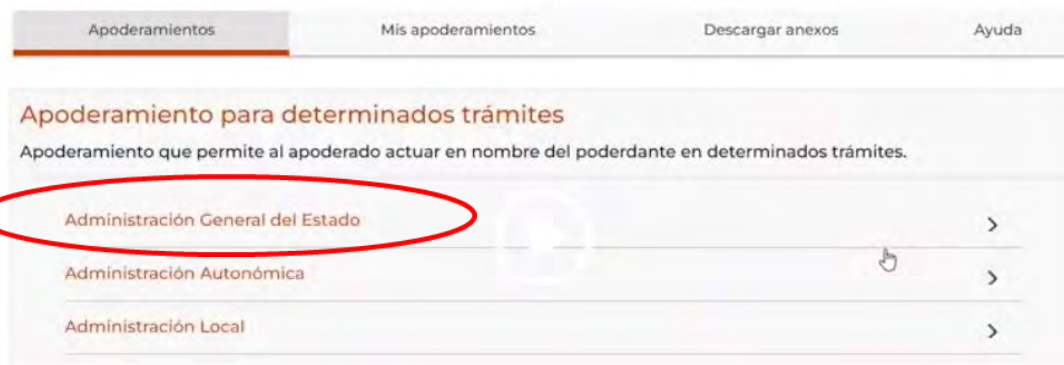 Apoderamientos Mis apoderamientos Descargar anexos Ayuda
Apoderamiento para determinados trámites
Apoderamiento que permite al apoderado actuar en nombre del poderdante en determinados trámites.
Administración General del Estado
Administración Autonómica
Administración Local